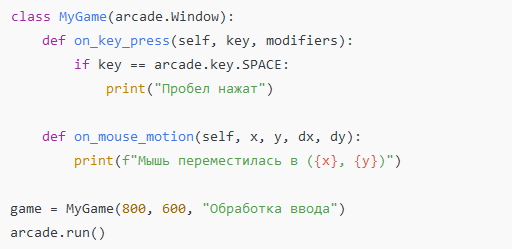 class MyGame(arcade.Window):
    def on_key_press(self, key, modifiers):
        if key == arcade.key.SPACE:
            print("Пробел нажат")

    def on_mouse_motion(self, x, y, dx, dy):
        print(f"Мышь переместилась в ({x}, {y})")

game = MyGame(800, 600, "Обработка ввода")
arcade.run()